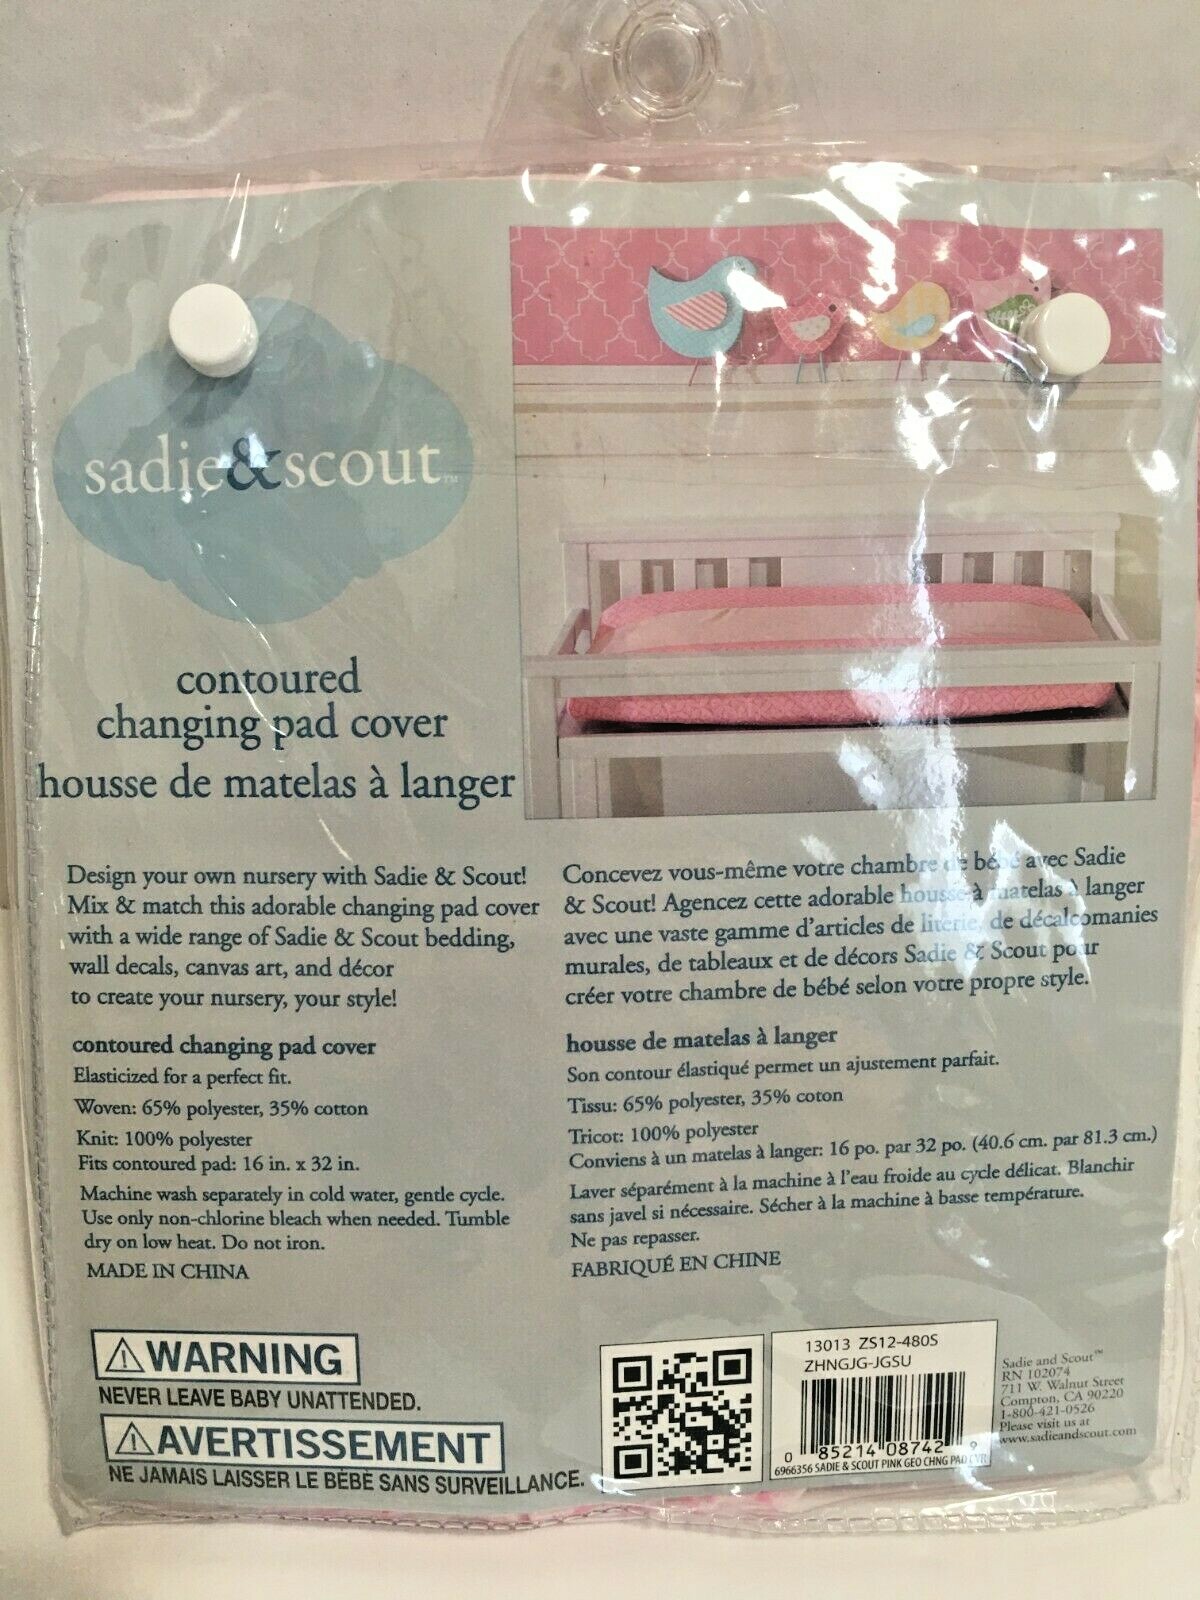 sadie&scout™
contoured
changing pad cover
housse de matelas à langer
Design your own nursery with Sadie & Scout!
Mix & match this adorable changing pad cover
with a wide range of Sadie & Scout bedding,
wall decals, canvas art, and décor
to create your nursery, your style!
contoured changing pad cover
Elasticized for a perfect fit.
Woven: 65% polyester, 35% cotton
Knit: 100% polyester
Fits contoured pad: 16 in. x 32 in.
Machine wash separately in cold water, gentle cycle.
Use only non-chlorine bleach when needed. Tumble
dry on low heat. Do not iron.
MADE IN CHINA
Concevez vous-même votre chambre de bébé avec Sadie
& Scout! Agencez cette adorable housse à matelas à langer
avec une vaste gamme d'articles de literie, de décalcomanies
murales, de tableaux et de décors Sadie & Scout pour
créer votre chambre de bébé selon votre propre style.
housse de matelas à langer
Son contour élastiqué permet un ajustement parfait.
Tissu: 65% polyester, 35% coton
Tricot: 100% polyester
Conviens à un matelas à langer: 16 po. par 32 po. (40.6 cm. par 81.3 cm.)
Laver séparément à la machine à l'eau froide au cycle délicat. Blanchir
sans javel si nécessaire. Sécher à la machine à basse température.
Ne pas repasser.
FABRIQUÉ EN CHINE
WARNING
NEVER LEAVE BABY UNATTENDED.
AVERTISSEMENT
NE JAMAIS LAISSER LE BÉBÉ SANS SURVEILLANCE.
13013 ZS12-480S
ZHNGJG-JGSU
0 85214 08742 9
6966356 SADIE & SCOUT PINK GEO CHNG PAD CVR
Sadie and Scout™
RN 102074
711 W. Walnut Street
Compton, CA 90220
1-800-421-0526
Please visit us at
www.sadieandscout.com